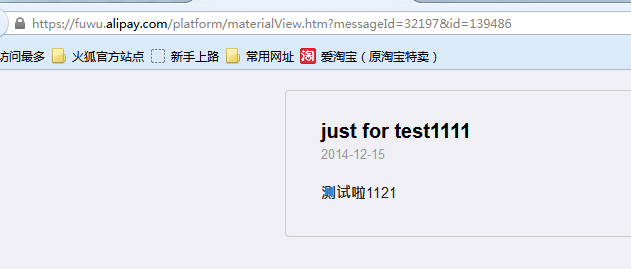 https://fuwu.alipay.com/platform/materialView.htm?messageId=32197&id=139486
访问最多 火狐官方站点 新手上路 常用网址 淘 爱淘宝（原淘宝特卖）
just for test1111
2014-12-15
测试啦1121